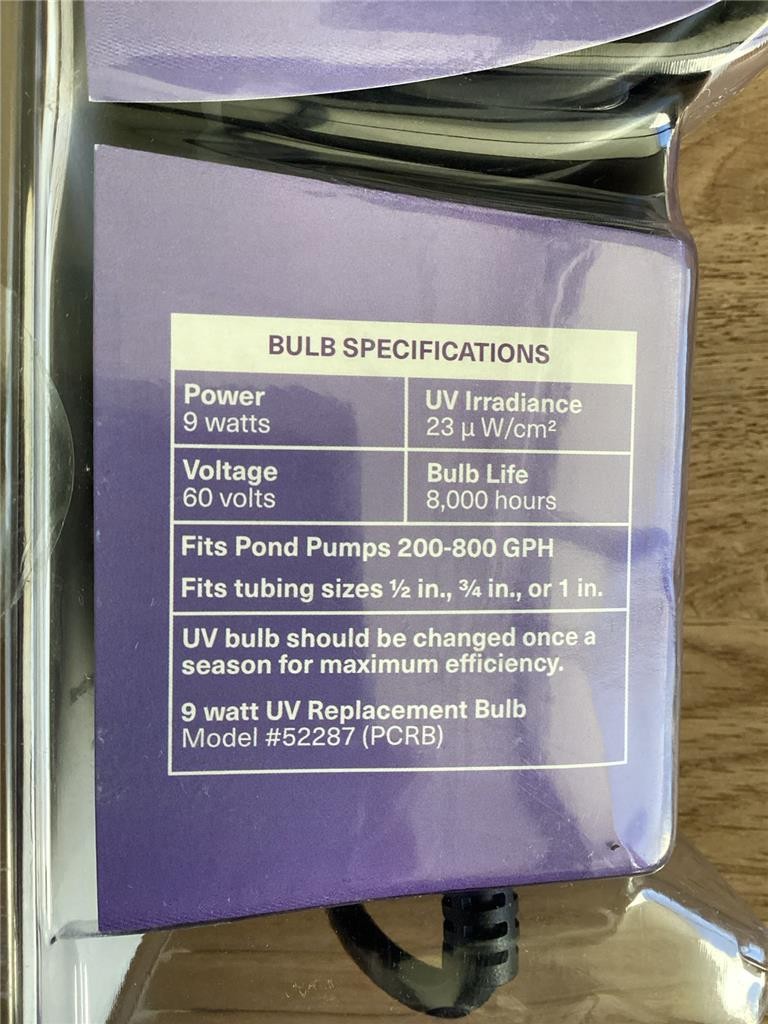 BULB SPECIFICATIONS
Power
9 watts
UV Irradiance
23 µ W/cm²
Voltage
60 volts
Bulb Life
8,000 hours
Fits Pond Pumps 200-800 GPH
Fits tubing sizes ½ in., ¾ in., or 1 in.
UV bulb should be changed once a
season for maximum efficiency.
9 watt UV Replacement Bulb
Model #52287 (PCRB)